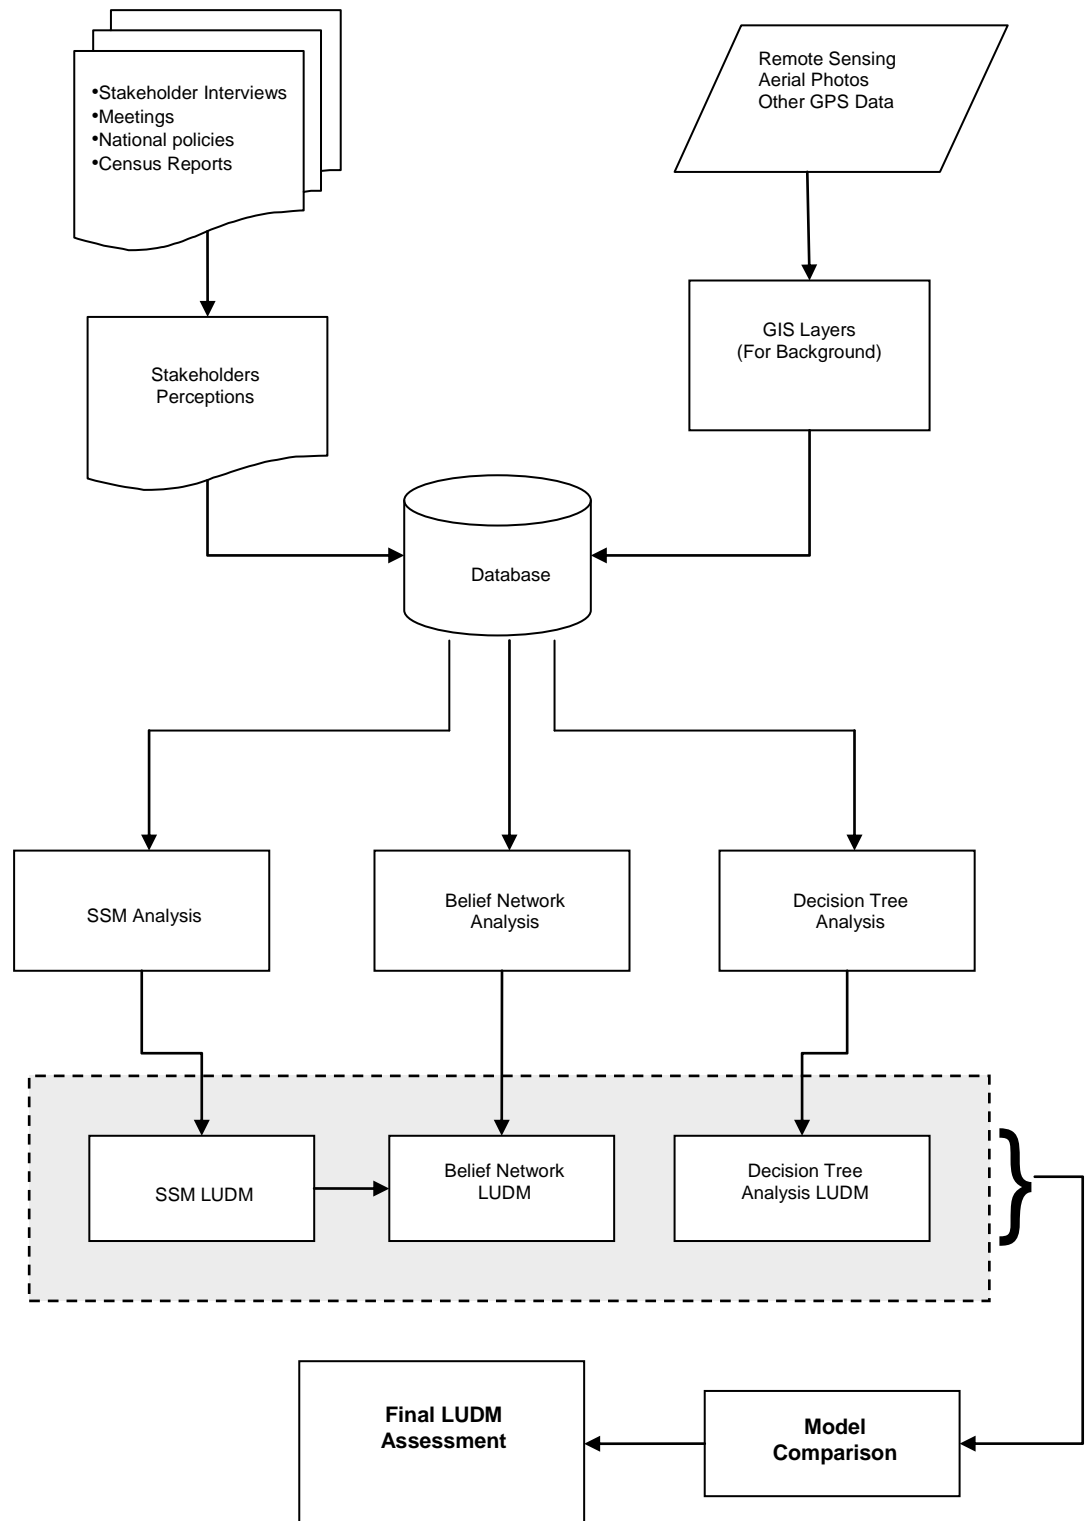 •Stakeholder Interviews
•Meetings
•National policies
•Census Reports
Remote Sensing
Aerial Photos
Other GPS Data
Stakeholders
Perceptions
GIS Layers
(For Background)
Database
SSM Analysis
Belief Network
Analysis
Decision Tree
Analysis
SSM LUDM
Belief Network
LUDM
Decision Tree
Analysis LUDM
Final LUDM
Assessment
Model
Comparison